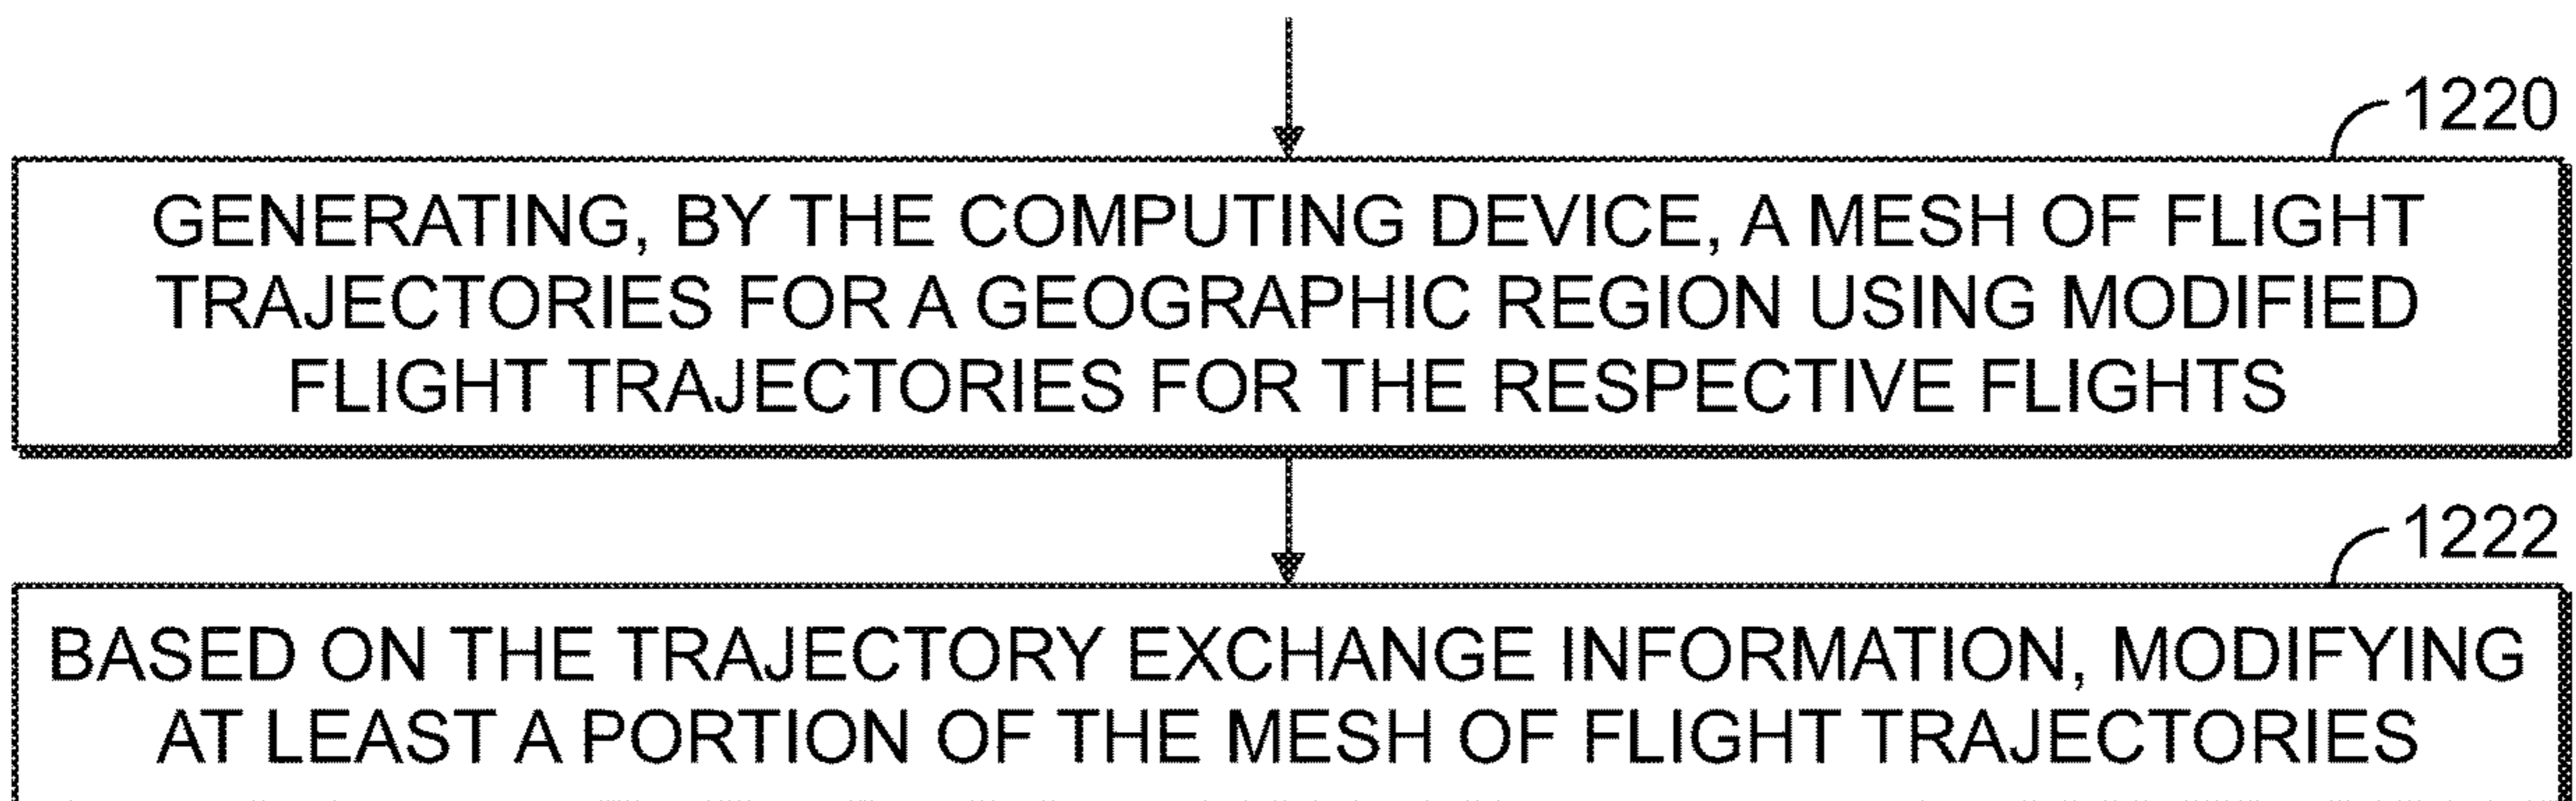 1220
GENERATING, BY THE COMPUTING DEVICE, A MESH OF FLIGHT
TRAJECTORIES FOR A GEOGRAPHIC REGION USING MODIFIED
FLIGHT TRAJECTORIES FOR THE RESPECTIVE FLIGHTS
1222
BASED ON THE TRAJECTORY EXCHANGE INFORMATION, MODIFYING
AT LEAST A PORTION OF THE MESH OF FLIGHT TRAJECTORIES